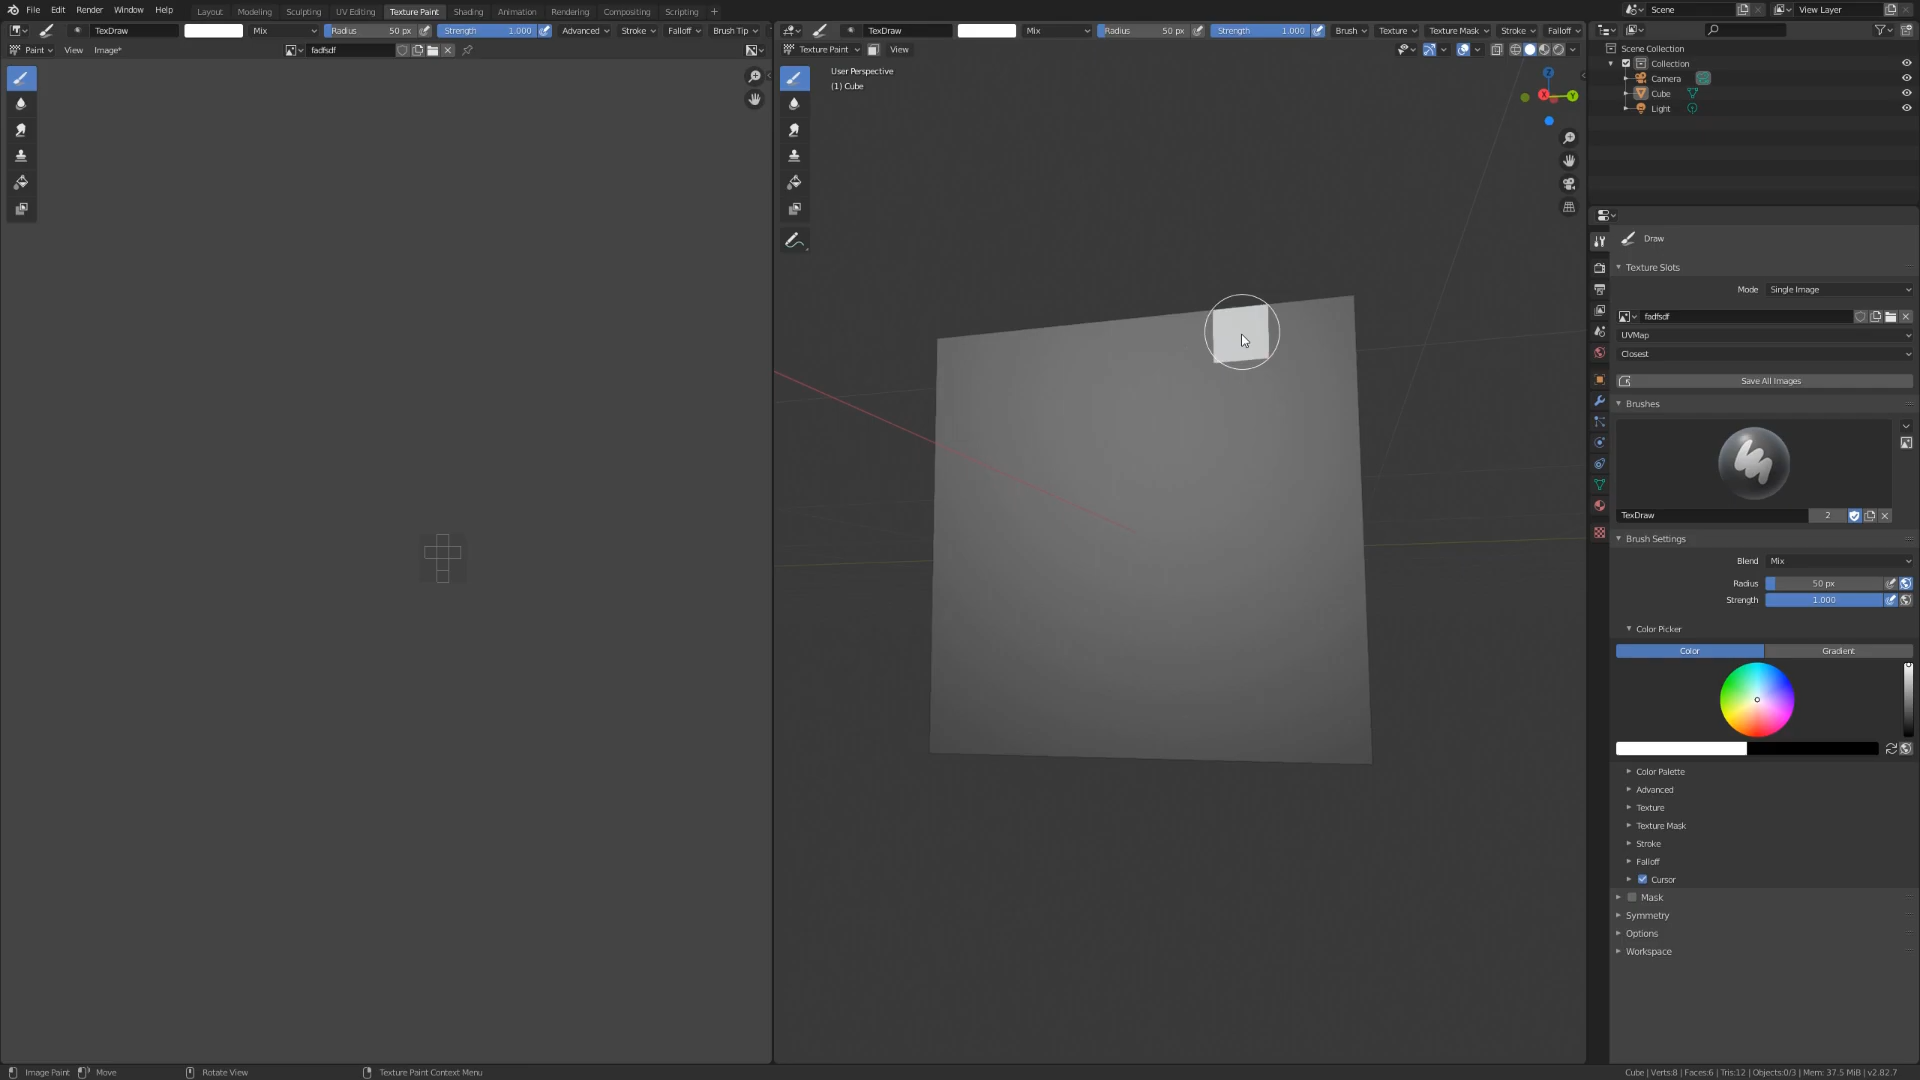 File Edit Render Window Help Layout Modeling Sculpting UV Editing Texture Paint Shading Animation Rendering Compositing Scripting + Scene View Layer
TexDraw Mix Radius 50 px Strength 1.000 Advanced Stroke Falloff Brush Tip
Paint View Image* fadfsdf
TexDraw Mix Radius 50 px Strength 1.000 Brush Texture Texture Mask Stroke Falloff
Texture Paint View
User Perspective
(1) Cube
X
Y
Z
Scene Collection
Collection
Camera
Cube
Light
Draw
Texture Slots
Mode Single Image
fadfsdf
UVMap
Closest
Save All Images
Brushes
TexDraw 2
Brush Settings
Blend Mix
Radius 50 px
Strength 1.000
Color Picker
Color Gradient
Color Palette
Advanced
Texture
Texture Mask
Stroke
Falloff
Cursor
Mask
Symmetry
Options
Workspace
Image Paint Move Rotate View Texture Paint Context Menu Cube | Verts:8 | Faces:6 | Tris:12 | Objects:0/3 | Mem: 37.5 MiB | v2.82.7